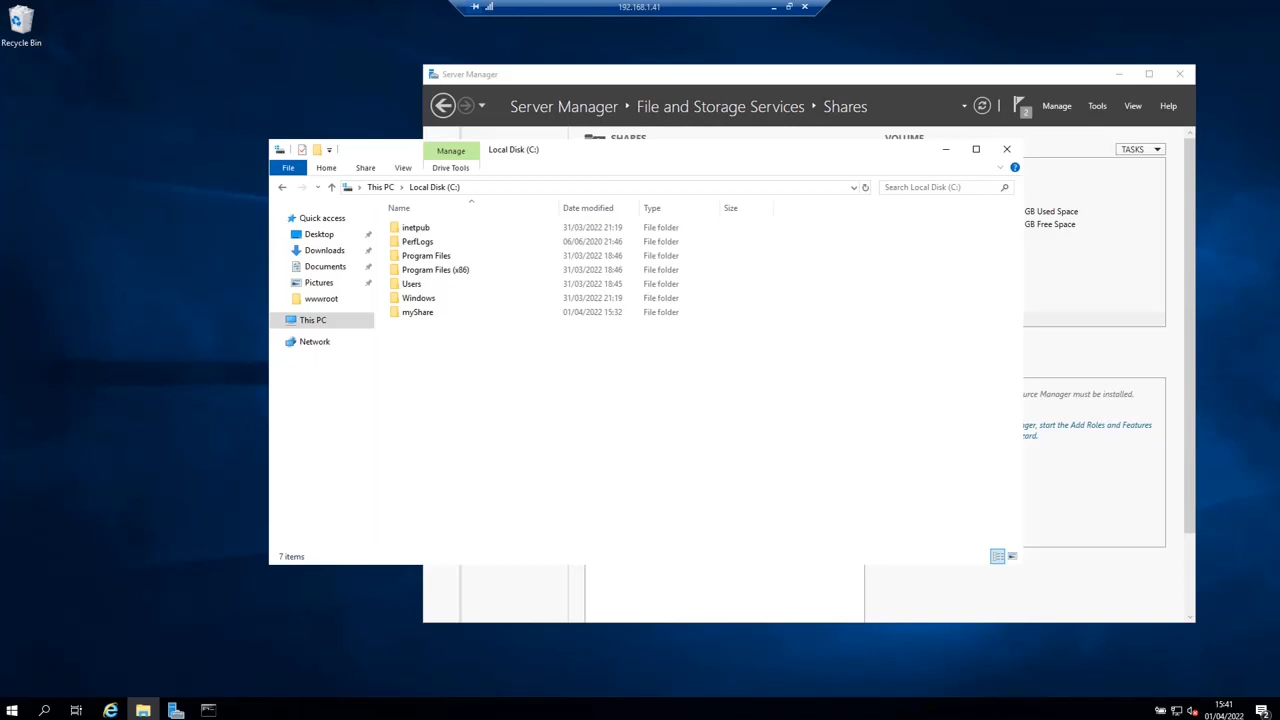 192.168.1.41
Recycle Bin
Server Manager
Server Manager File and Storage Services Shares
2
Manage Tools View Help
SHARES
VOLUME
TASKS
GB Used Space
GB Free Space
urce Manager must be installed.
ager, start the Add Roles and Features
Manage
Local Disk (C:)
File Home Share View Drive Tools
This PC Local Disk (C:)
Search Local Disk (C:)
Name Date modified Type Size
Quick access
Desktop
Downloads
Documents
Pictures
wwwroot
This PC
Network
inetpub 31/03/2022 21:19 File folder
PerfLogs 06/06/2020 21:46 File folder
Program Files 31/03/2022 18:46 File folder
Program Files (x86) 31/03/2022 18:46 File folder
Users 31/03/2022 18:45 File folder
Windows 31/03/2022 21:19 File folder
myShare 01/04/2022 15:32 File folder
7 items
15:41
01/04/2022
2